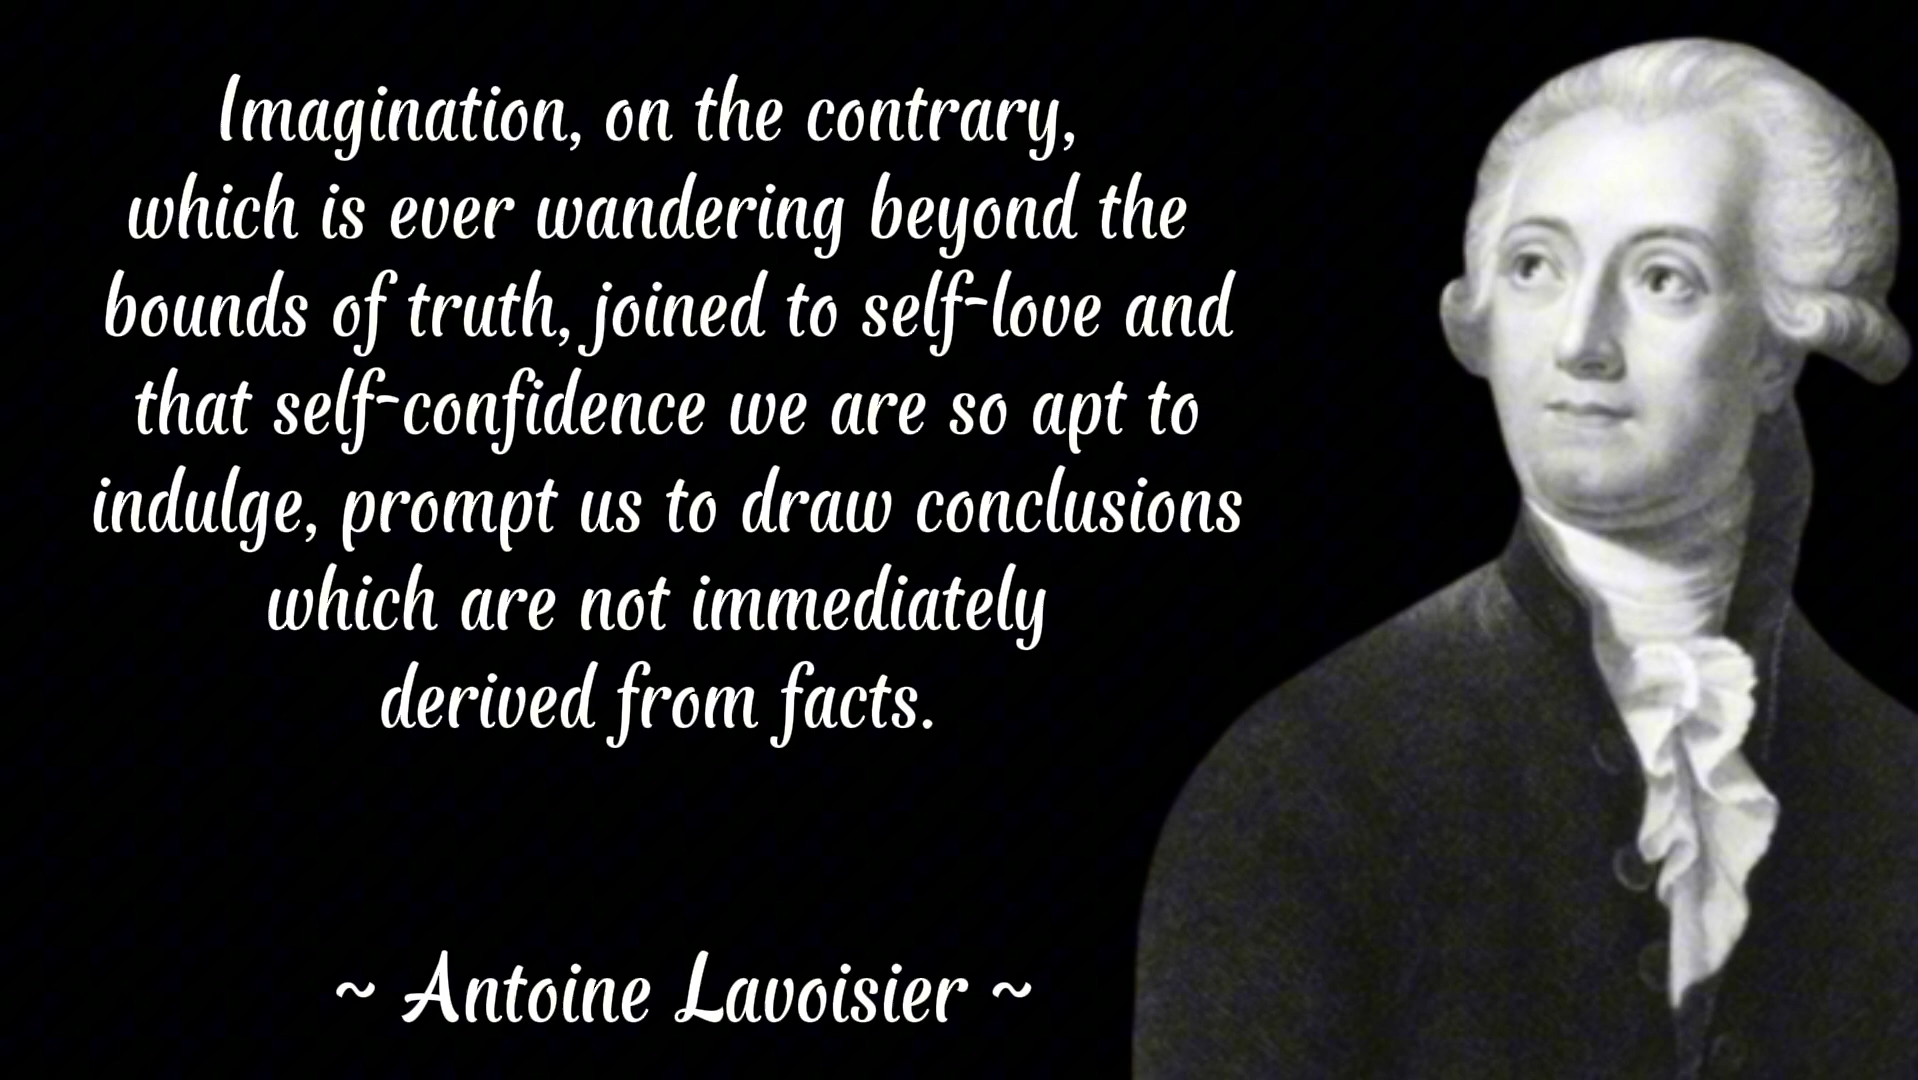 Imagination, on the contrary,
which is ever wandering beyond the
bounds of truth, joined to self-love and
that self-confidence we are so apt to
indulge, prompt us to draw conclusions
which are not immediately
derived from facts.
~ Antoine Lavoisier ~